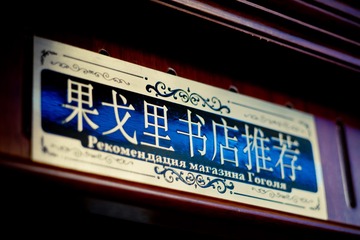 果戈里书店推荐
Рекомендация магазина Гоголя